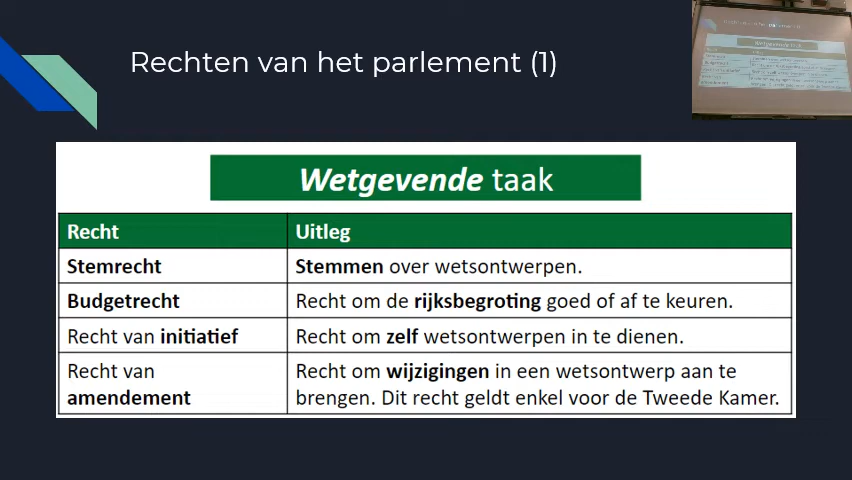 Rechten van het parlement (1)
Wetgevende taak
Recht Uitleg
Stemrecht Stemmen over wetsontwerpen.
Budgetrecht Recht om de rijksbegroting goed of af te keuren.
Recht van initiatief Recht om zelf wetsontwerpen in te dienen.
Recht van amendement Recht om wijzigingen in een wetsontwerp aan te
brengen. Dit recht geldt enkel voor de Tweede Kamer.
Wetgevende taak